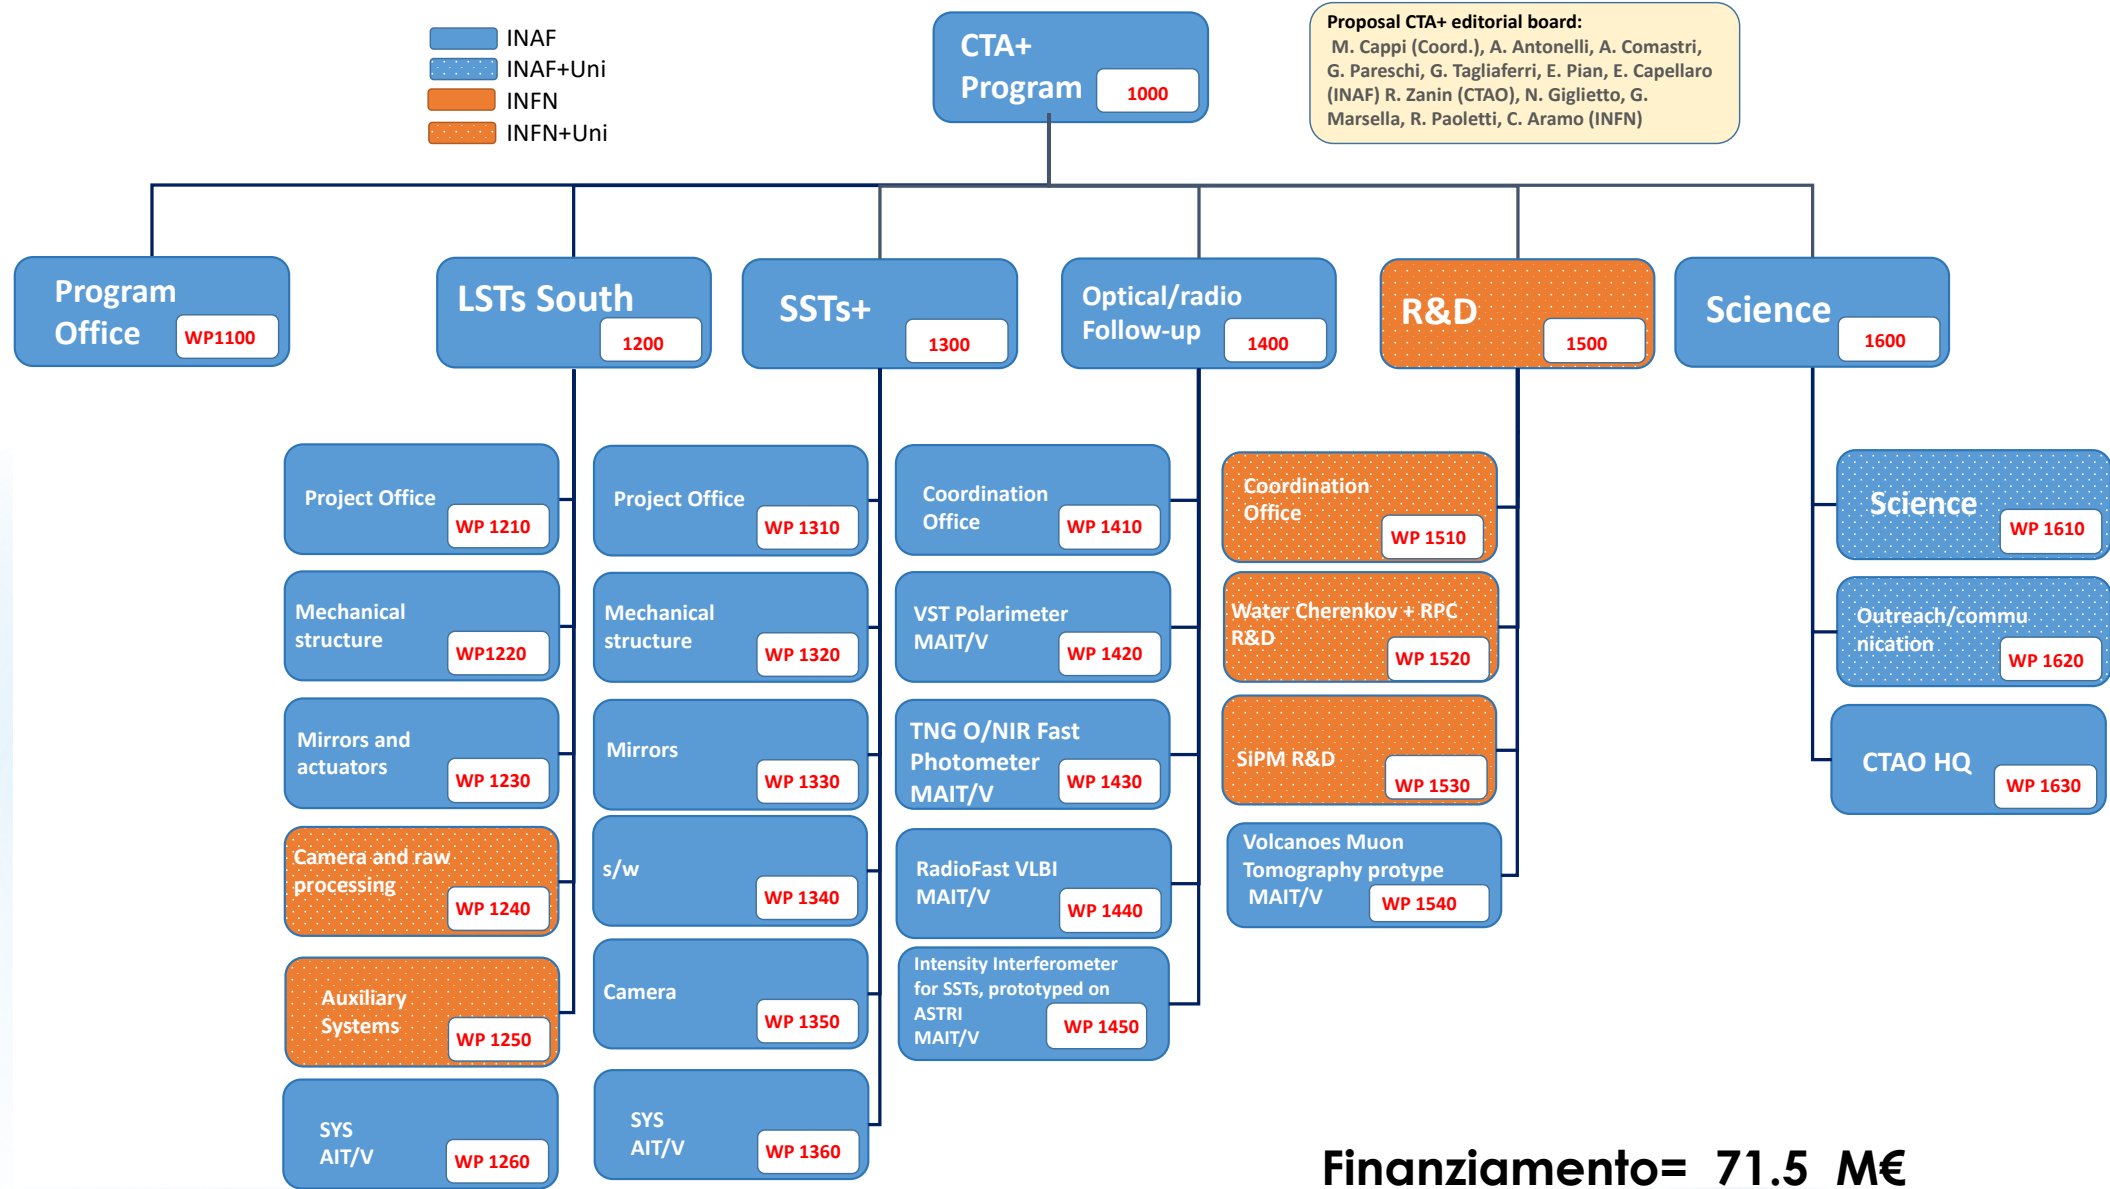 INAF
INAF+Uni
INFN
INFN+Uni
CTA+
Program
1000
Proposal CTA+ editorial board:
M. Cappi (Coord.), A. Antonelli, A. Comastri,
G. Pareschi, G. Tagliaferri, E. Pian, E. Capellaro
(INAF) R. Zanin (CTAO), N. Giglietto, G.
Marsella, R. Paoletti, C. Aramo (INFN)
Program
Office
WP1100
LSTs South
1200
SSTs+
1300
Optical/radio
Follow-up
1400
R&D
1500
Science
1600
Project Office
WP 1210
Mechanical
structure
WP1220
Mirrors and
actuators
WP 1230
Camera and raw
processing
WP 1240
Auxiliary
Systems
WP 1250
SYS
AIT/V
WP 1260
Project Office
WP 1310
Mechanical
structure
WP 1320
Mirrors
WP 1330
s/w
WP 1340
Camera
WP 1350
SYS
AIT/V
WP 1360
Coordination
Office
WP 1410
VST Polarimeter
MAIT/V
WP 1420
TNG O/NIR Fast
Photometer
MAIT/V
WP 1430
RadioFast VLBI
MAIT/V
WP 1440
Intensity Interferometer
for SSTs, prototyped on
ASTRI
MAIT/V
WP 1450
Coordination
Office
WP 1510
Water Cherenkov + RPC
R&D
WP 1520
SiPM R&D
WP 1530
Volcanoes Muon
Tomography protype
MAIT/V
WP 1540
Science
WP 1610
Outreach/commu
nication
WP 1620
CTAO HQ
WP 1630
Finanziamento= 71.5 M€